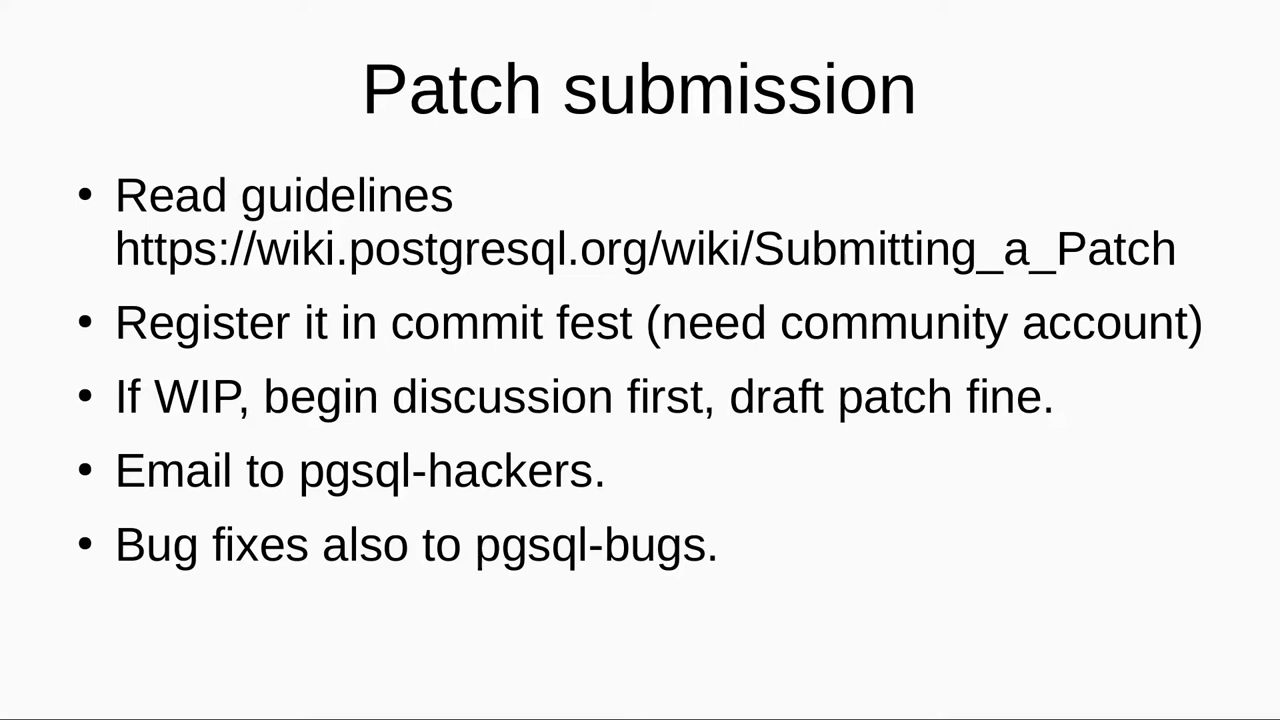 Patch submission
• Read guidelines
https://wiki.postgresql.org/wiki/Submitting_a_Patch
• Register it in commit fest (need community account)
• If WIP, begin discussion first, draft patch fine.
• Email to pgsql-hackers.
• Bug fixes also to pgsql-bugs.